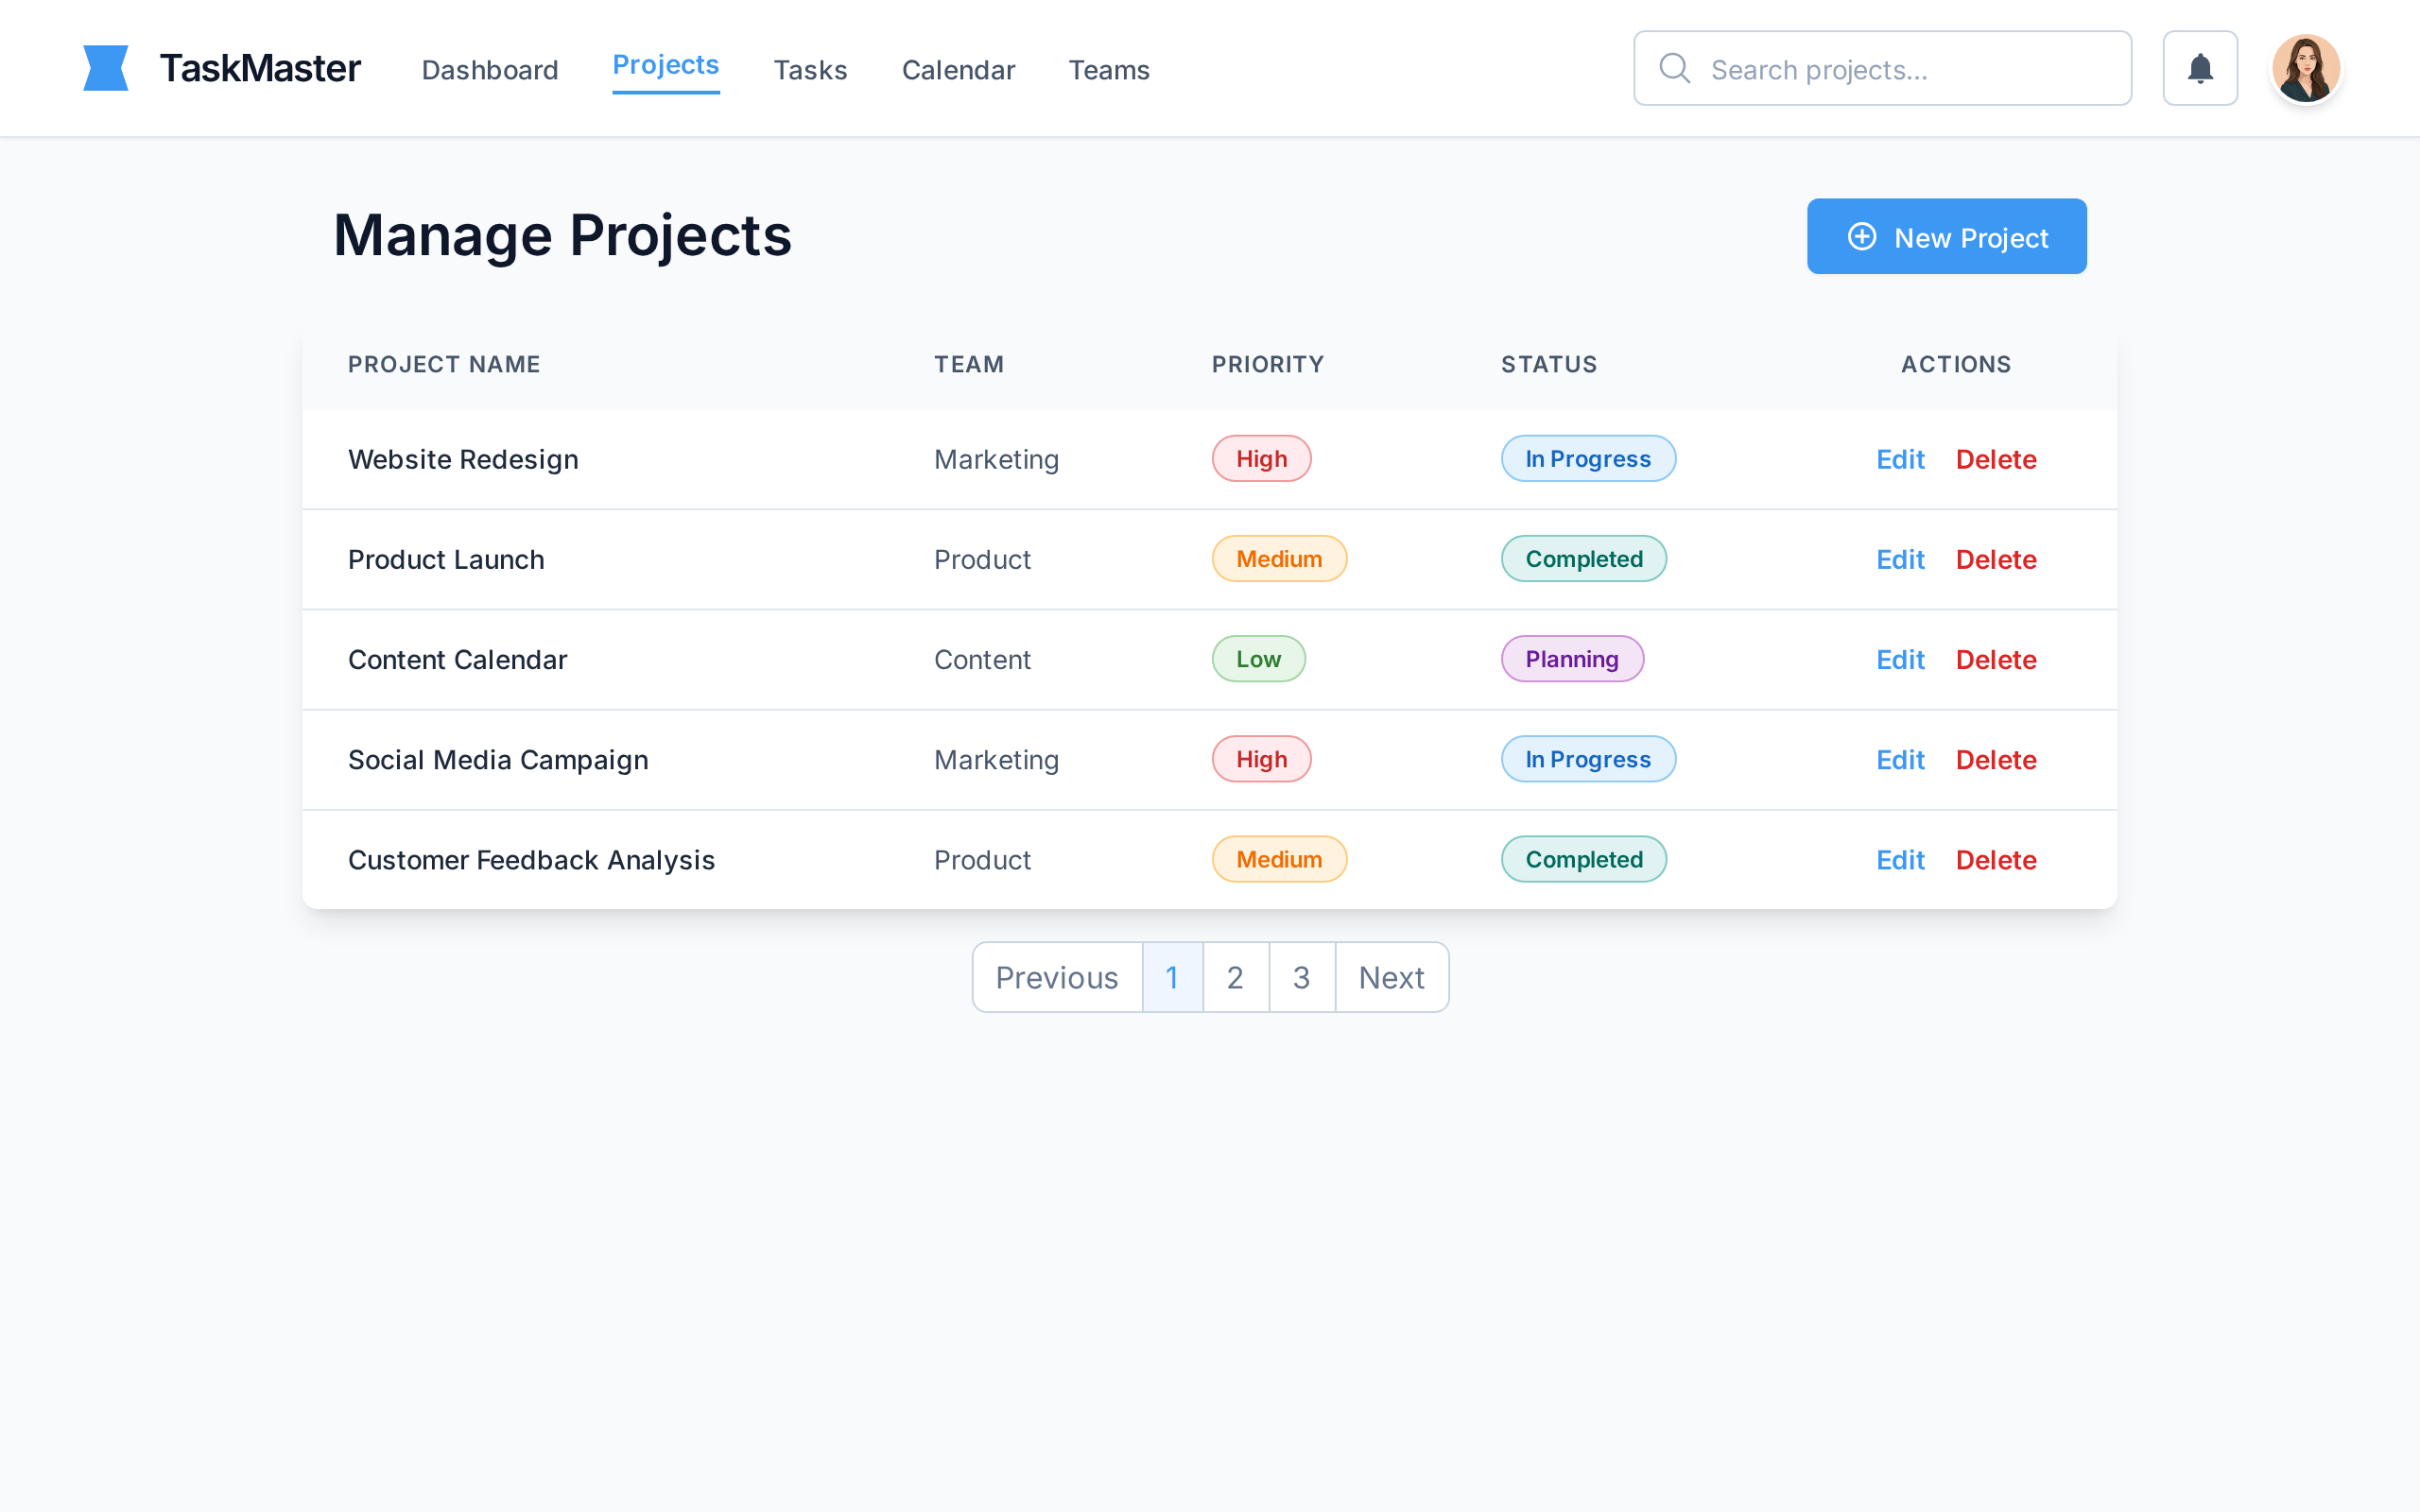 TaskMaster Dashboard Projects Tasks Calendar Teams Search projects...
Manage Projects New Project
PROJECT NAME TEAM PRIORITY STATUS ACTIONS
Website Redesign Marketing High In Progress Edit Delete
Product Launch Product Medium Completed Edit Delete
Content Calendar Content Low Planning Edit Delete
Social Media Campaign Marketing High In Progress Edit Delete
Customer Feedback Analysis Product Medium Completed Edit Delete
Previous 1 2 3 Next